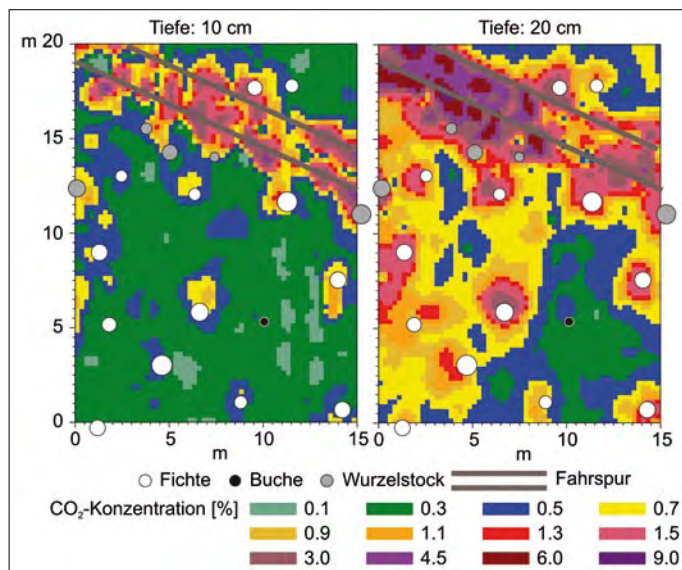 Tiefe: 10 cm Tiefe: 20 cm
m 20
15
10
5
0
0 5 10 15 0 5 10 15
m m
Fichte Buche Wurzelstock Fahrspur
CO₂-Konzentration [%] 0.1 0.3 0.5 0.7
0.9 1.1 1.3 1.5
3.0 4.5 6.0 9.0